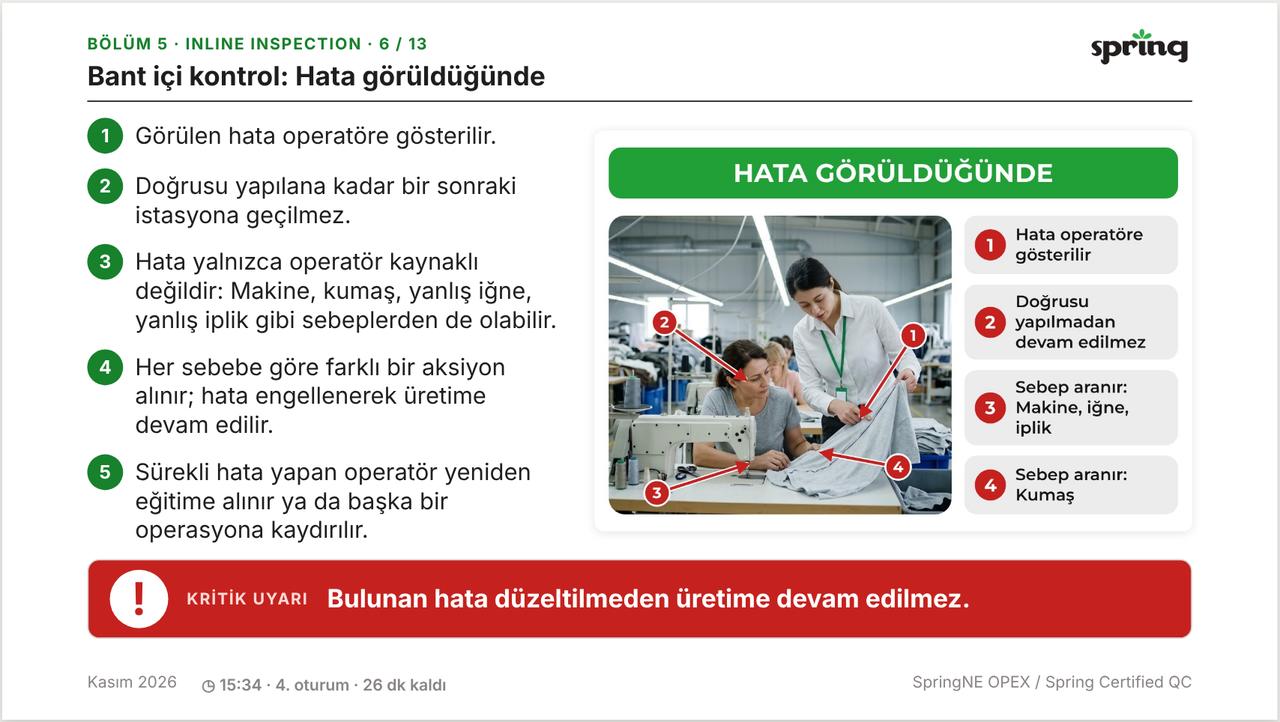 BÖLÜM 5 · INLINE INSPECTION · 6 / 13
spring
Bant içi kontrol: Hata görüldüğünde
1 Görülen hata operatöre gösterilir.
2 Doğrusu yapılana kadar bir sonraki
istasyona geçilmez.
3 Hata yalnızca operatör kaynaklı
değildir: Makine, kumaş, yanlış iğne,
yanlış iplik gibi sebeplerden de olabilir.
4 Her sebebe göre farklı bir aksiyon
alınır; hata engellenerek üretime
devam edilir.
5 Sürekli hata yapan operatör yeniden
eğitime alınır ya da başka bir
operasyona kaydırılır.
HATA GÖRÜLDÜĞÜNDE
2
1
3
4
1 Hata operatöre
gösterilir
2 Doğrusu
yapılmadan
devam edilmez
3 Sebep aranır:
Makine, iğne,
iplik
4 Sebep aranır:
Kumaş
! KRİTİK UYARI Bulunan hata düzeltilmeden üretime devam edilmez.
Kasım 2026 15:34 · 4. oturum · 26 dk kaldı
SpringNE OPEX / Spring Certified QC